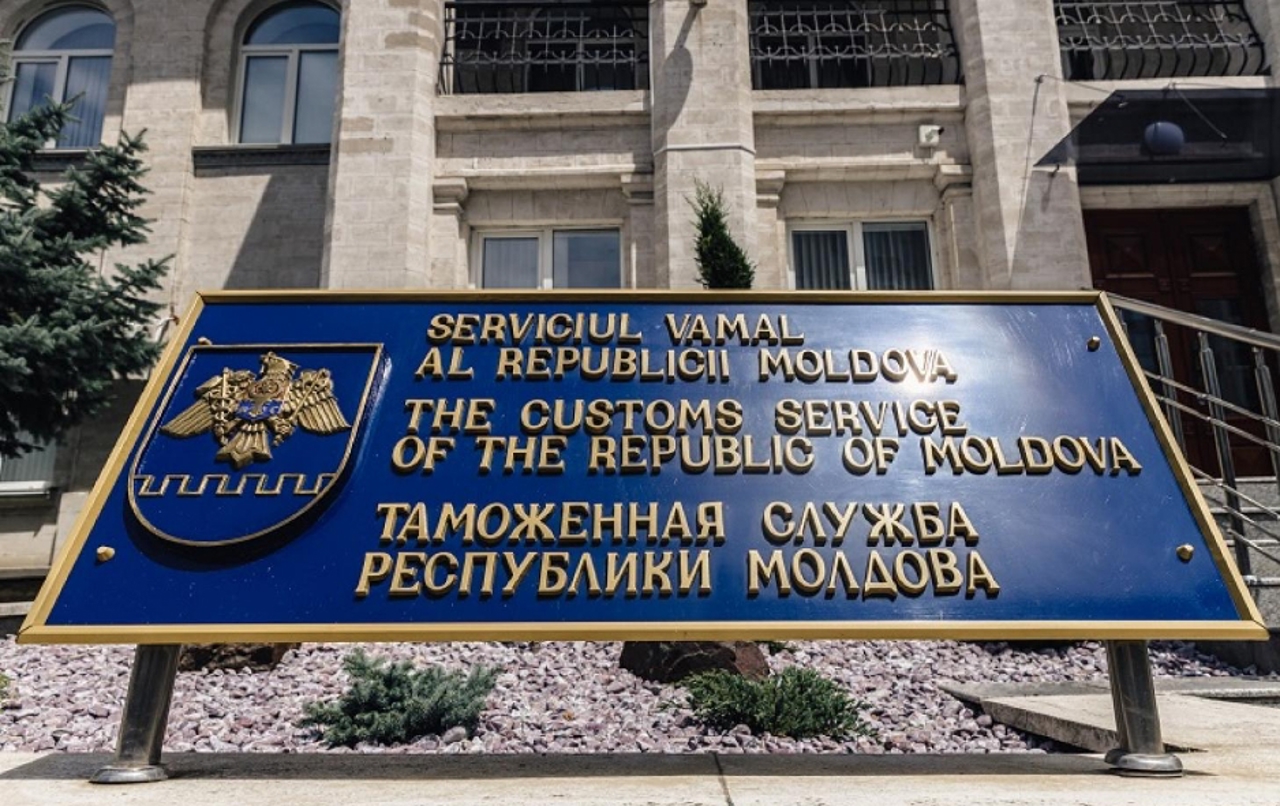 SERVICIUL VAMAL
AL REPUBLICII MOLDOVA
THE CUSTOMS SERVICE
OF THE REPUBLIC OF MOLDOVA
ТАМОЖЕННАЯ СЛУЖБА
РЕСПУБЛИКИ МОЛДОВА